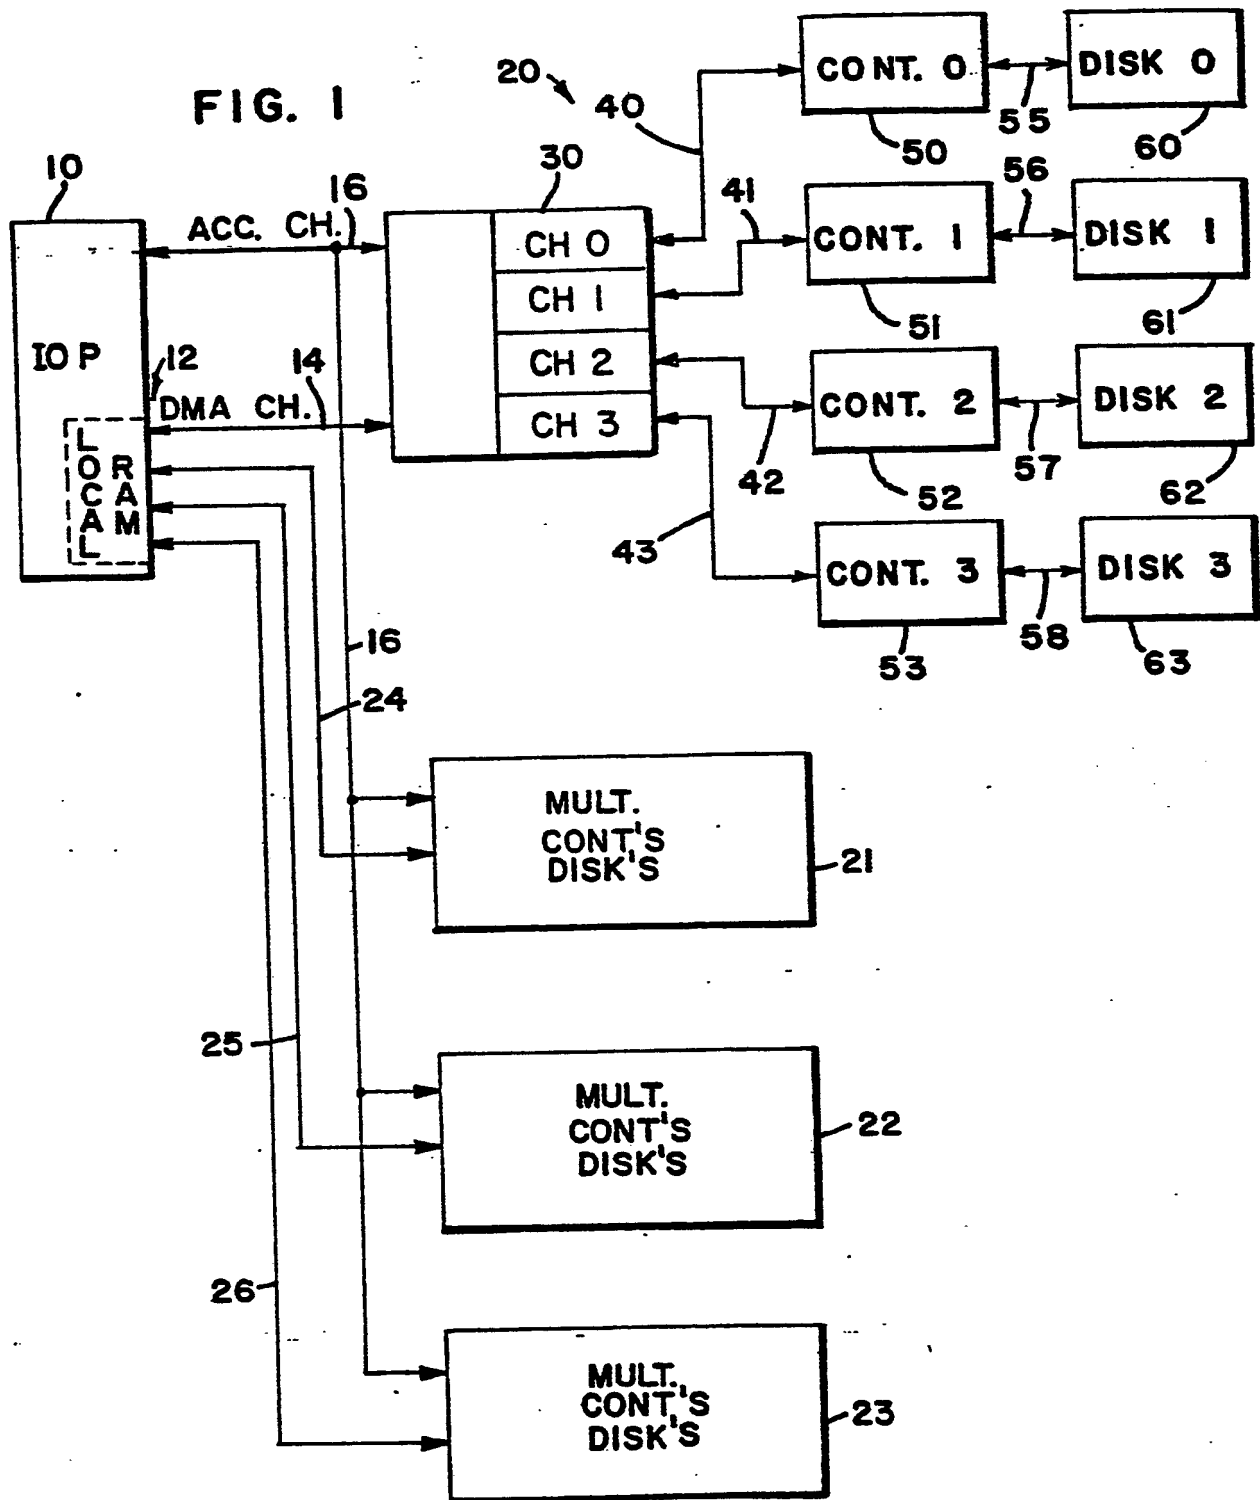 FIG. 1
20
40
CONT. 0
DISK 0
50
55
60
10
ACC. CH.
16
30
41
56
CH 0
CH 1
CH 2
CH 3
CONT. 1
DISK 1
51
61
IOP
12
14
DMA CH.
LOCAL
RAM
42
CONT. 2
DISK 2
52
57
62
43
CONT. 3
DISK 3
53
58
63
16
24
MULT.
CONT'S
DISK'S
21
25
MULT.
CONT'S
DISK'S
22
26
MULT.
CONT'S
DISK'S
23